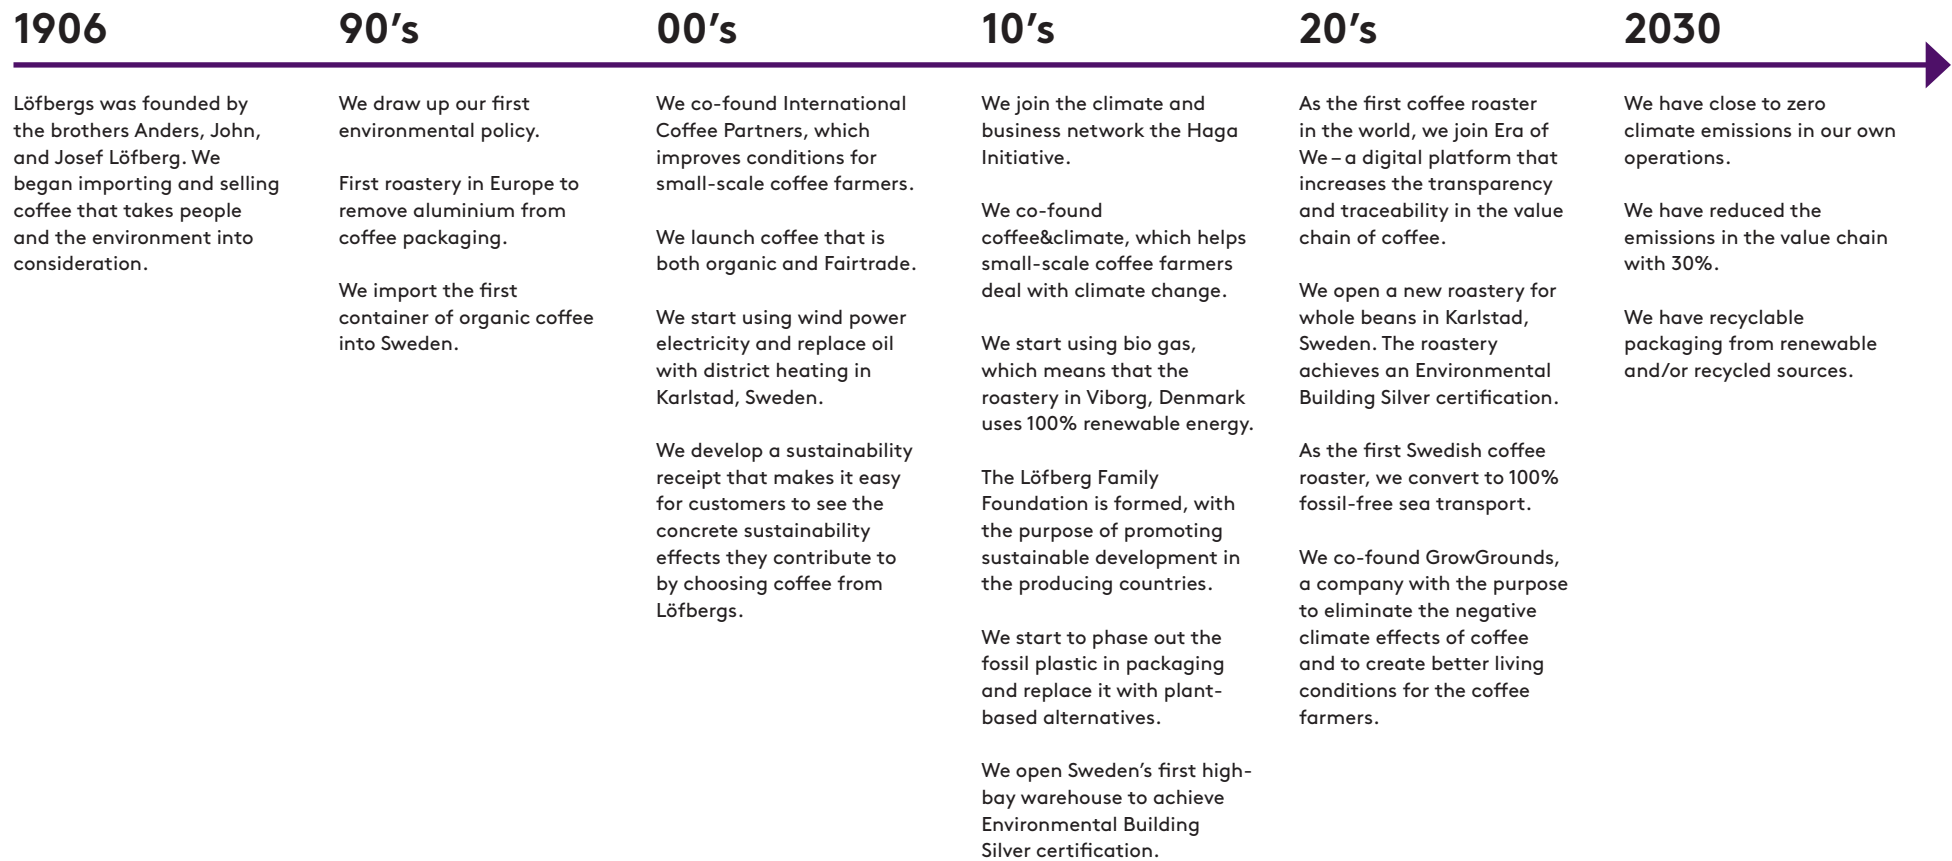 1906
Löfbergs was founded by
the brothers Anders, John,
and Josef Löfberg. We
began importing and selling
coffee that takes people
and the environment into
consideration.
90’s
We draw up our first
environmental policy.
First roastery in Europe to
remove aluminium from
coffee packaging.
We import the first
container of organic coffee
into Sweden.
00’s
We co-found International
Coffee Partners, which
improves conditions for
small-scale coffee farmers.
We launch coffee that is
both organic and Fairtrade.
We start using wind power
electricity and replace oil
with district heating in
Karlstad, Sweden.
We develop a sustainability
receipt that makes it easy
for customers to see the
concrete sustainability
effects they contribute to
by choosing coffee from
Löfbergs.
10’s
We join the climate and
business network the Haga
Initiative.
We co-found
coffee&climate, which helps
small-scale coffee farmers
deal with climate change.
We start using bio gas,
which means that the
roastery in Viborg, Denmark
uses 100% renewable energy.
The Löfberg Family
Foundation is formed, with
the purpose of promoting
sustainable development in
the producing countries.
We start to phase out the
fossil plastic in packaging
and replace it with plant-
based alternatives.
We open Sweden’s first high-
bay warehouse to achieve
Environmental Building
Silver certification.
20’s
As the first coffee roaster
in the world, we join Era of
We – a digital platform that
increases the transparency
and traceability in the value
chain of coffee.
We open a new roastery for
whole beans in Karlstad,
Sweden. The roastery
achieves an Environmental
Building Silver certification.
As the first Swedish coffee
roaster, we convert to 100%
fossil-free sea transport.
We co-found GrowGrounds,
a company with the purpose
to eliminate the negative
climate effects of coffee
and to create better living
conditions for the coffee
farmers.
2030
We have close to zero
climate emissions in our own
operations.
We have reduced the
emissions in the value chain
with 30%.
We have recyclable
packaging from renewable
and/or recycled sources.